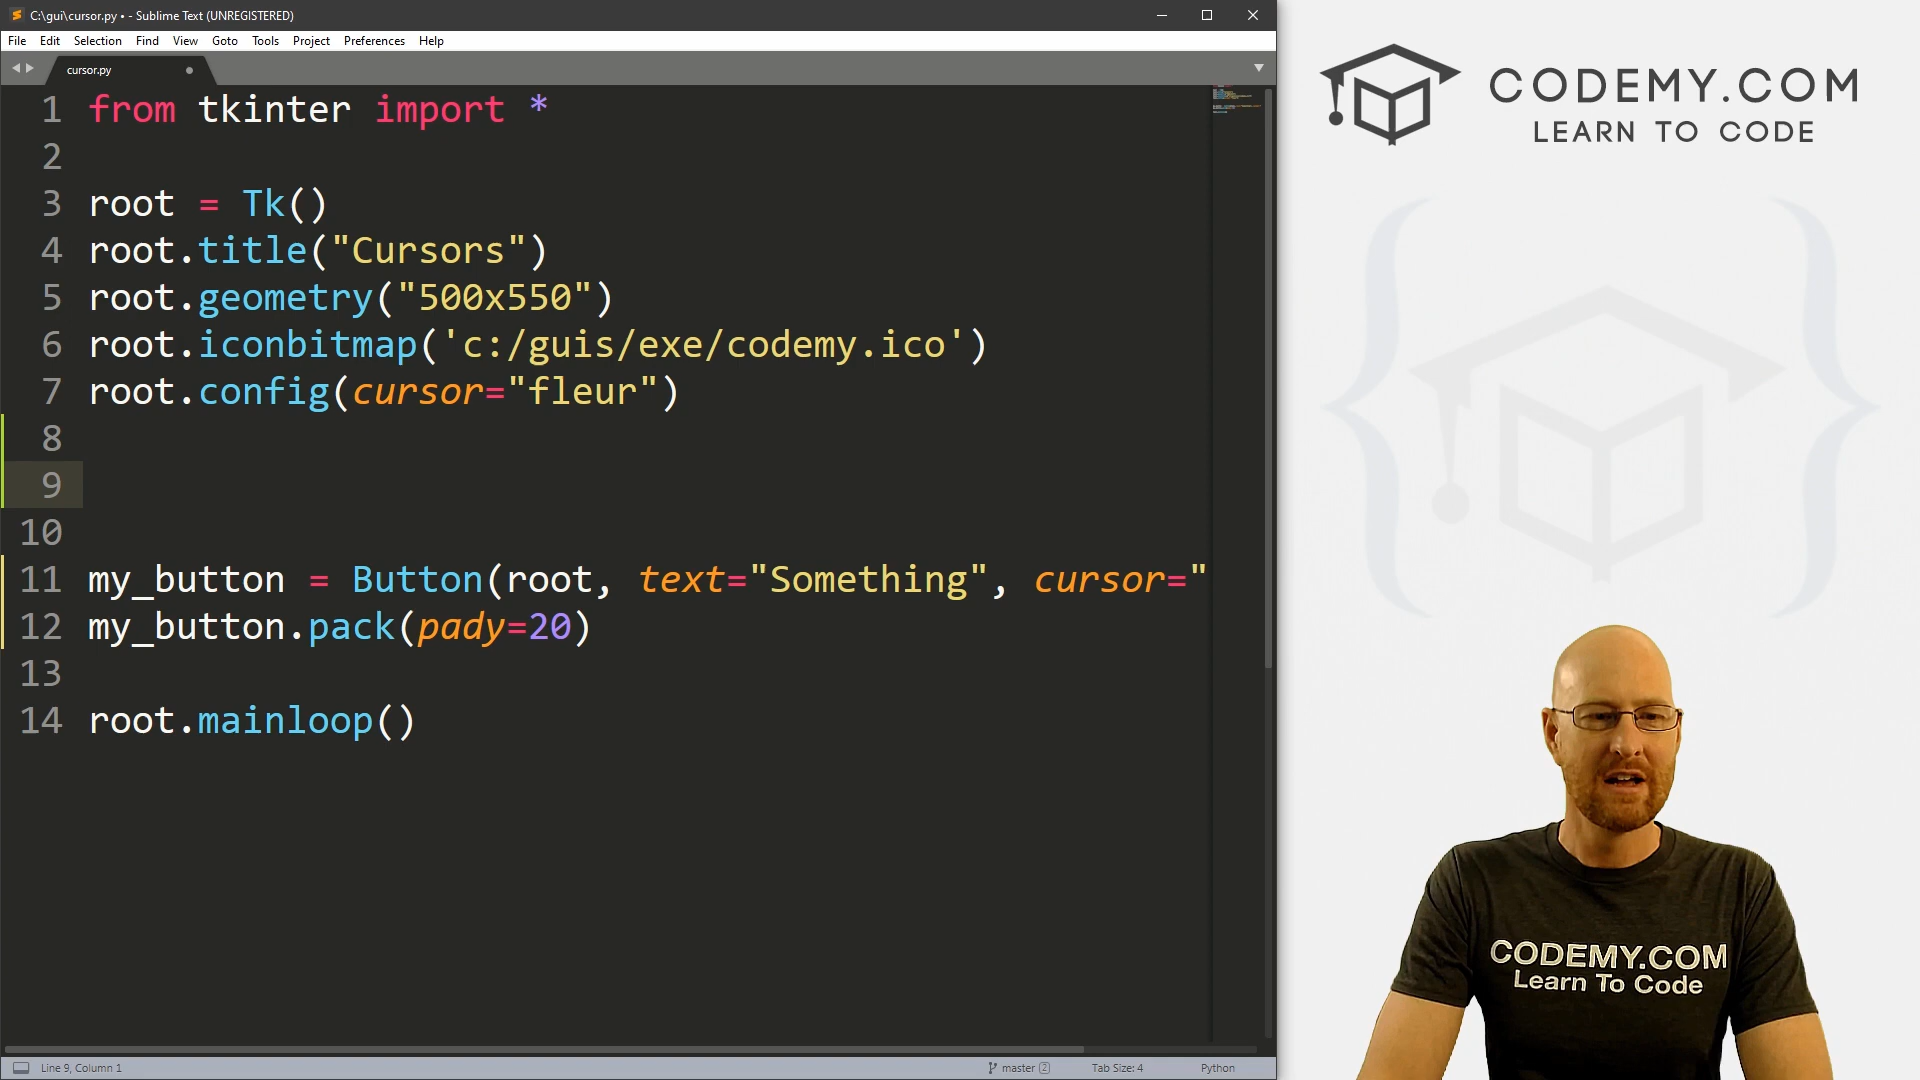 C:\gui\cursor.py • - Sublime Text (UNREGISTERED)
File Edit Selection Find View Goto Tools Project Preferences Help
cursor.py
1 from tkinter import *
2
3 root = Tk()
4 root.title("Cursors")
5 root.geometry("500x550")
6 root.iconbitmap('c:/guis/exe/codemy.ico')
7 root.config(cursor="fleur")
8
9
10
11 my_button = Button(root, text="Something", cursor="
12 my_button.pack(pady=20)
13
14 root.mainloop()
Line 9, Column 1 master 2 Tab Size: 4 Python
CODEMY.COM
LEARN TO CODE
CODEMY.COM
Learn To Code